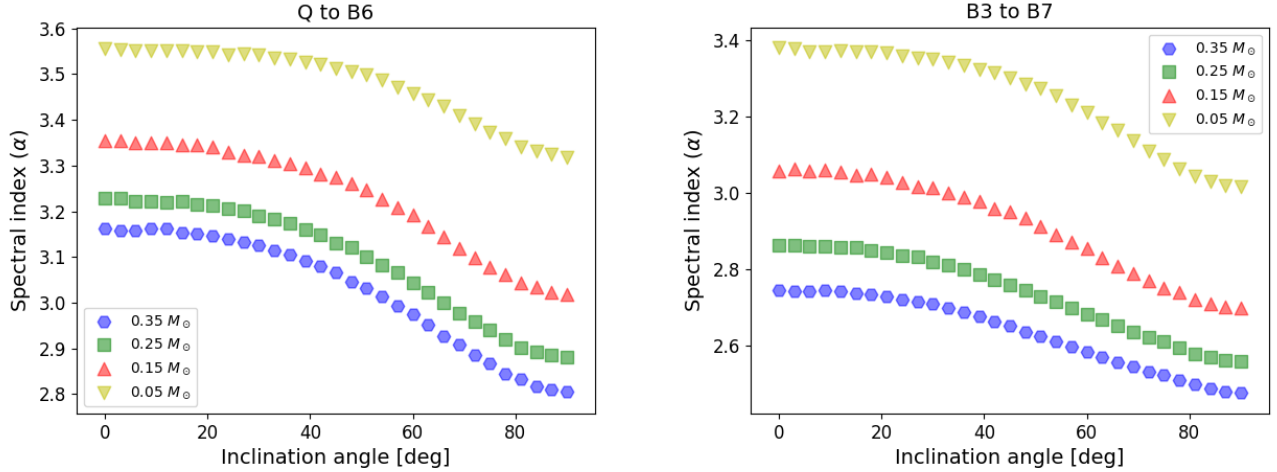 Q to B6
3.6
3.5
3.4
3.3
3.2
3.1
3.0
2.9
2.8
Spectral index (α)
0.35 M⊙
0.25 M⊙
0.15 M⊙
0.05 M⊙
0 20 40 60 80
Inclination angle [deg]
B3 to B7
3.4
3.2
3.0
2.8
2.6
Spectral index (α)
0.35 M⊙
0.25 M⊙
0.15 M⊙
0.05 M⊙
0 20 40 60 80
Inclination angle [deg]